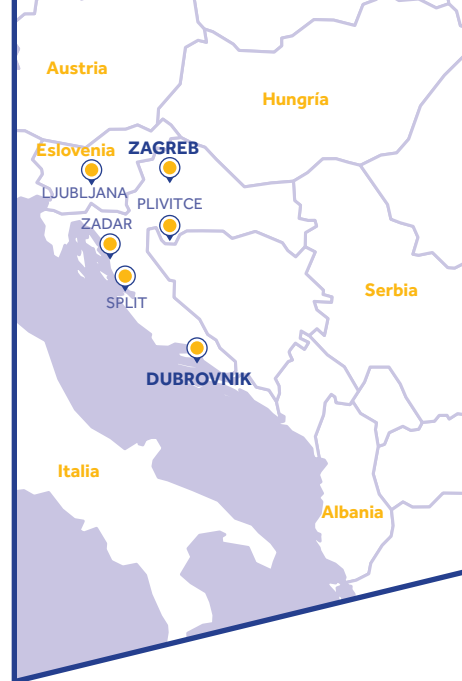 Austria
Hungría
Eslovenia
ZAGREB
LJUBLJANA
PLIVITCE
ZADAR
SPLIT
Serbia
DUBROVNIK
Italia
Albania